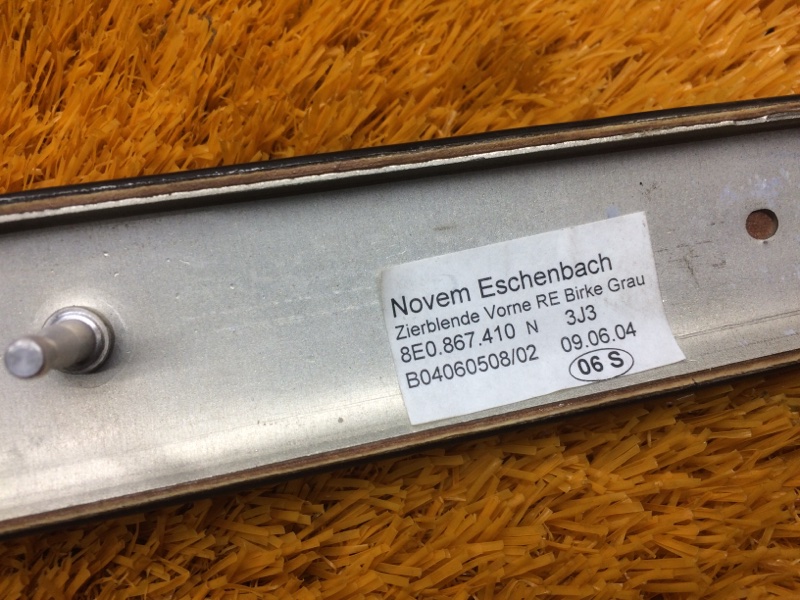 Novem Eschenbach
Zierblende Vorne RE Birke Grau
8E0.867.410 N 3J3
B04060508/02 09.06.04
06 S